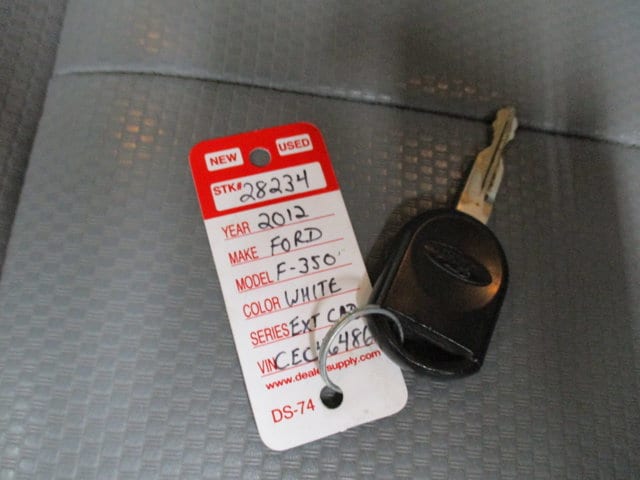 NEW USED
STK# 28234
YEAR 2012
MAKE FORD
MODEL F-350
COLOR WHITE
SERIES EXT CAB
VIN
www.dealersupply.com
DS-74
Ford